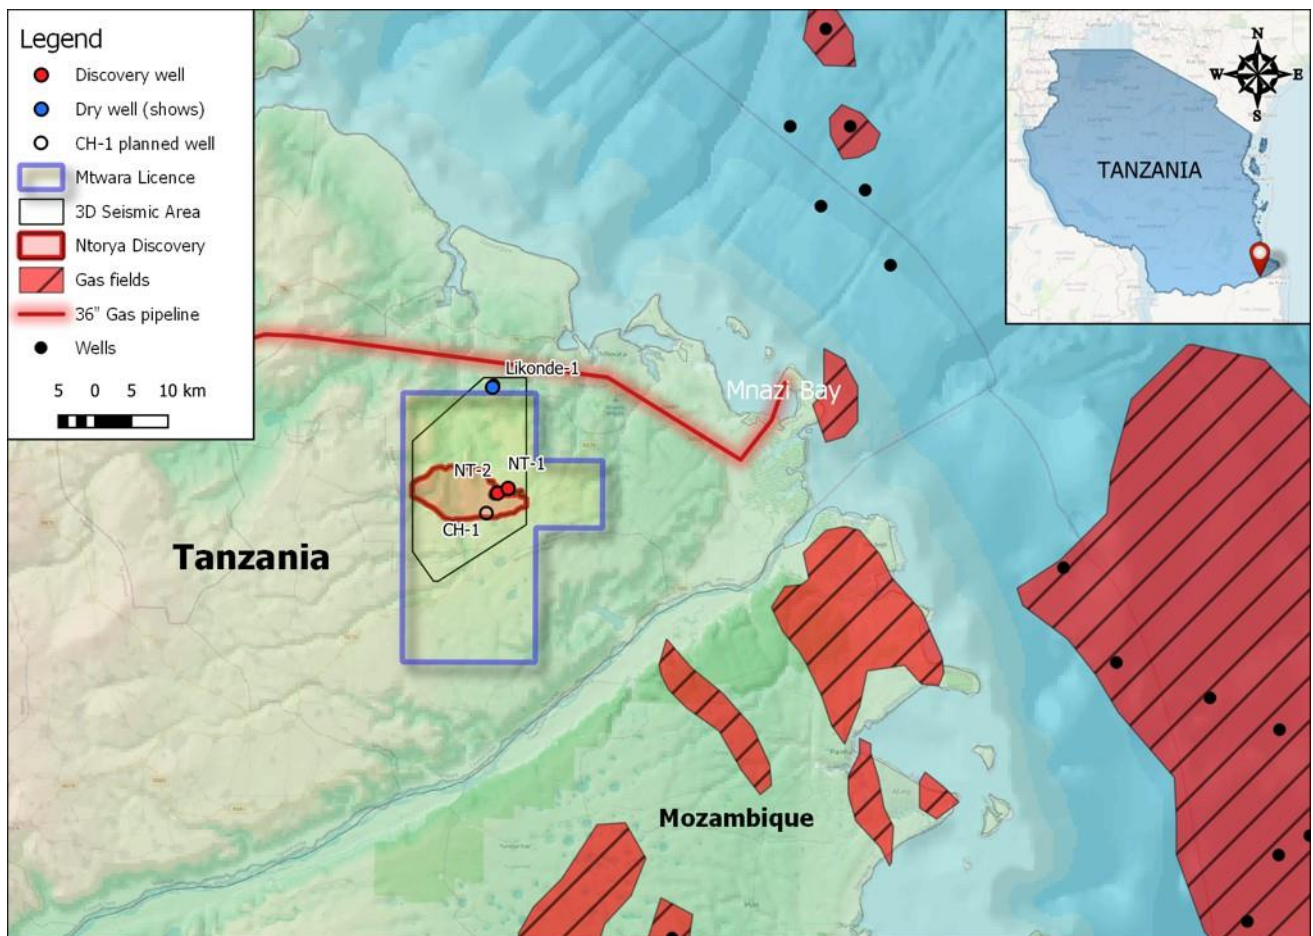 Legend
Discovery well
Dry well (shows)
CH-1 planned well
Mtwara Licence
3D Seismic Area
Ntorya Discovery
Gas fields
36" Gas pipeline
Wells
5 0 5 10 km
N
W E
S
TANZANIA
Likonde-1
Mnazi Bay
NT-2 NT-1
CH-1
Tanzania
Mozambique